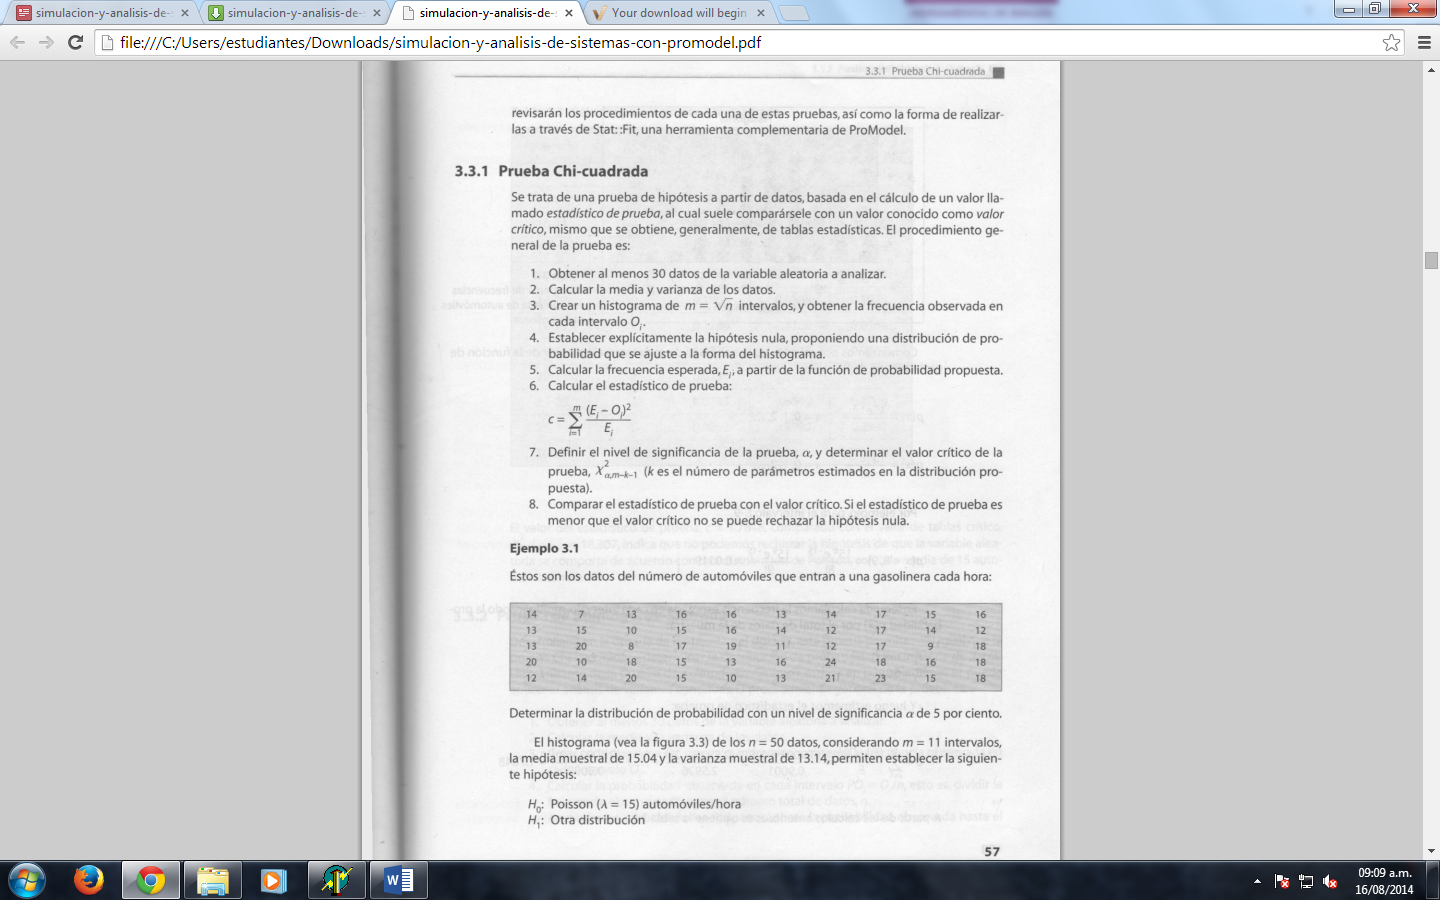 simulacion-y-analisis-de-
simulacion-y-analisis-de-
simulacion-y-analisis-de-
Your download will begin
file:///C:/Users/estudiantes/Downloads/simulacion-y-analisis-de-sistemas-con-promodel.pdf
3.3.1 Prueba Chi-cuadrada
revisarán los procedimientos de cada una de estas pruebas, así como la forma de realizar-
las a través de Stat: :Fit, una herramienta complementaria de ProModel.
3.3.1 Prueba Chi-cuadrada
Se trata de una prueba de hipótesis a partir de datos, basada en el cálculo de un valor lla-
mado estadístico de prueba, al cual suele comparársele con un valor conocido como valor
crítico, mismo que se obtiene, generalmente, de tablas estadísticas. El procedimiento ge-
neral de la prueba es:
1. Obtener al menos 30 datos de la variable aleatoria a analizar.
2. Calcular la media y varianza de los datos.
3. Crear un histograma de m = √n intervalos, y obtener la frecuencia observada en
cada intervalo Oi.
4. Establecer explícitamente la hipótesis nula, proponiendo una distribución de pro-
babilidad que se ajuste a la forma del histograma.
5. Calcular la frecuencia esperada, Ei, a partir de la función de probabilidad propuesta.
6. Calcular el estadístico de prueba:
c = Σ i=1 m (Ei – Oi)² / Ei
7. Definir el nivel de significancia de la prueba, α, y determinar el valor crítico de la
prueba, χ²α,m–k–1 (k es el número de parámetros estimados en la distribución pro-
puesta).
8. Comparar el estadístico de prueba con el valor crítico. Si el estadístico de prueba es
menor que el valor crítico no se puede rechazar la hipótesis nula.
Ejemplo 3.1
Éstos son los datos del número de automóviles que entran a una gasolinera cada hora:
14 7 13 16 16 13 14 17 15 16
13 15 10 15 16 14 12 17 14 12
13 20 8 17 19 11 12 17 9 18
20 10 18 15 13 16 24 18 16 18
12 14 20 15 10 13 21 23 15 18
Determinar la distribución de probabilidad con un nivel de significancia α de 5 por ciento.
El histograma (vea la figura 3.3) de los n = 50 datos, considerando m = 11 intervalos,
la media muestral de 15.04 y la varianza muestral de 13.14, permiten establecer la siguien-
te hipótesis:
H0: Poisson (λ = 15) automóviles/hora
H1: Otra distribución
57
09:09 a.m.
16/08/2014